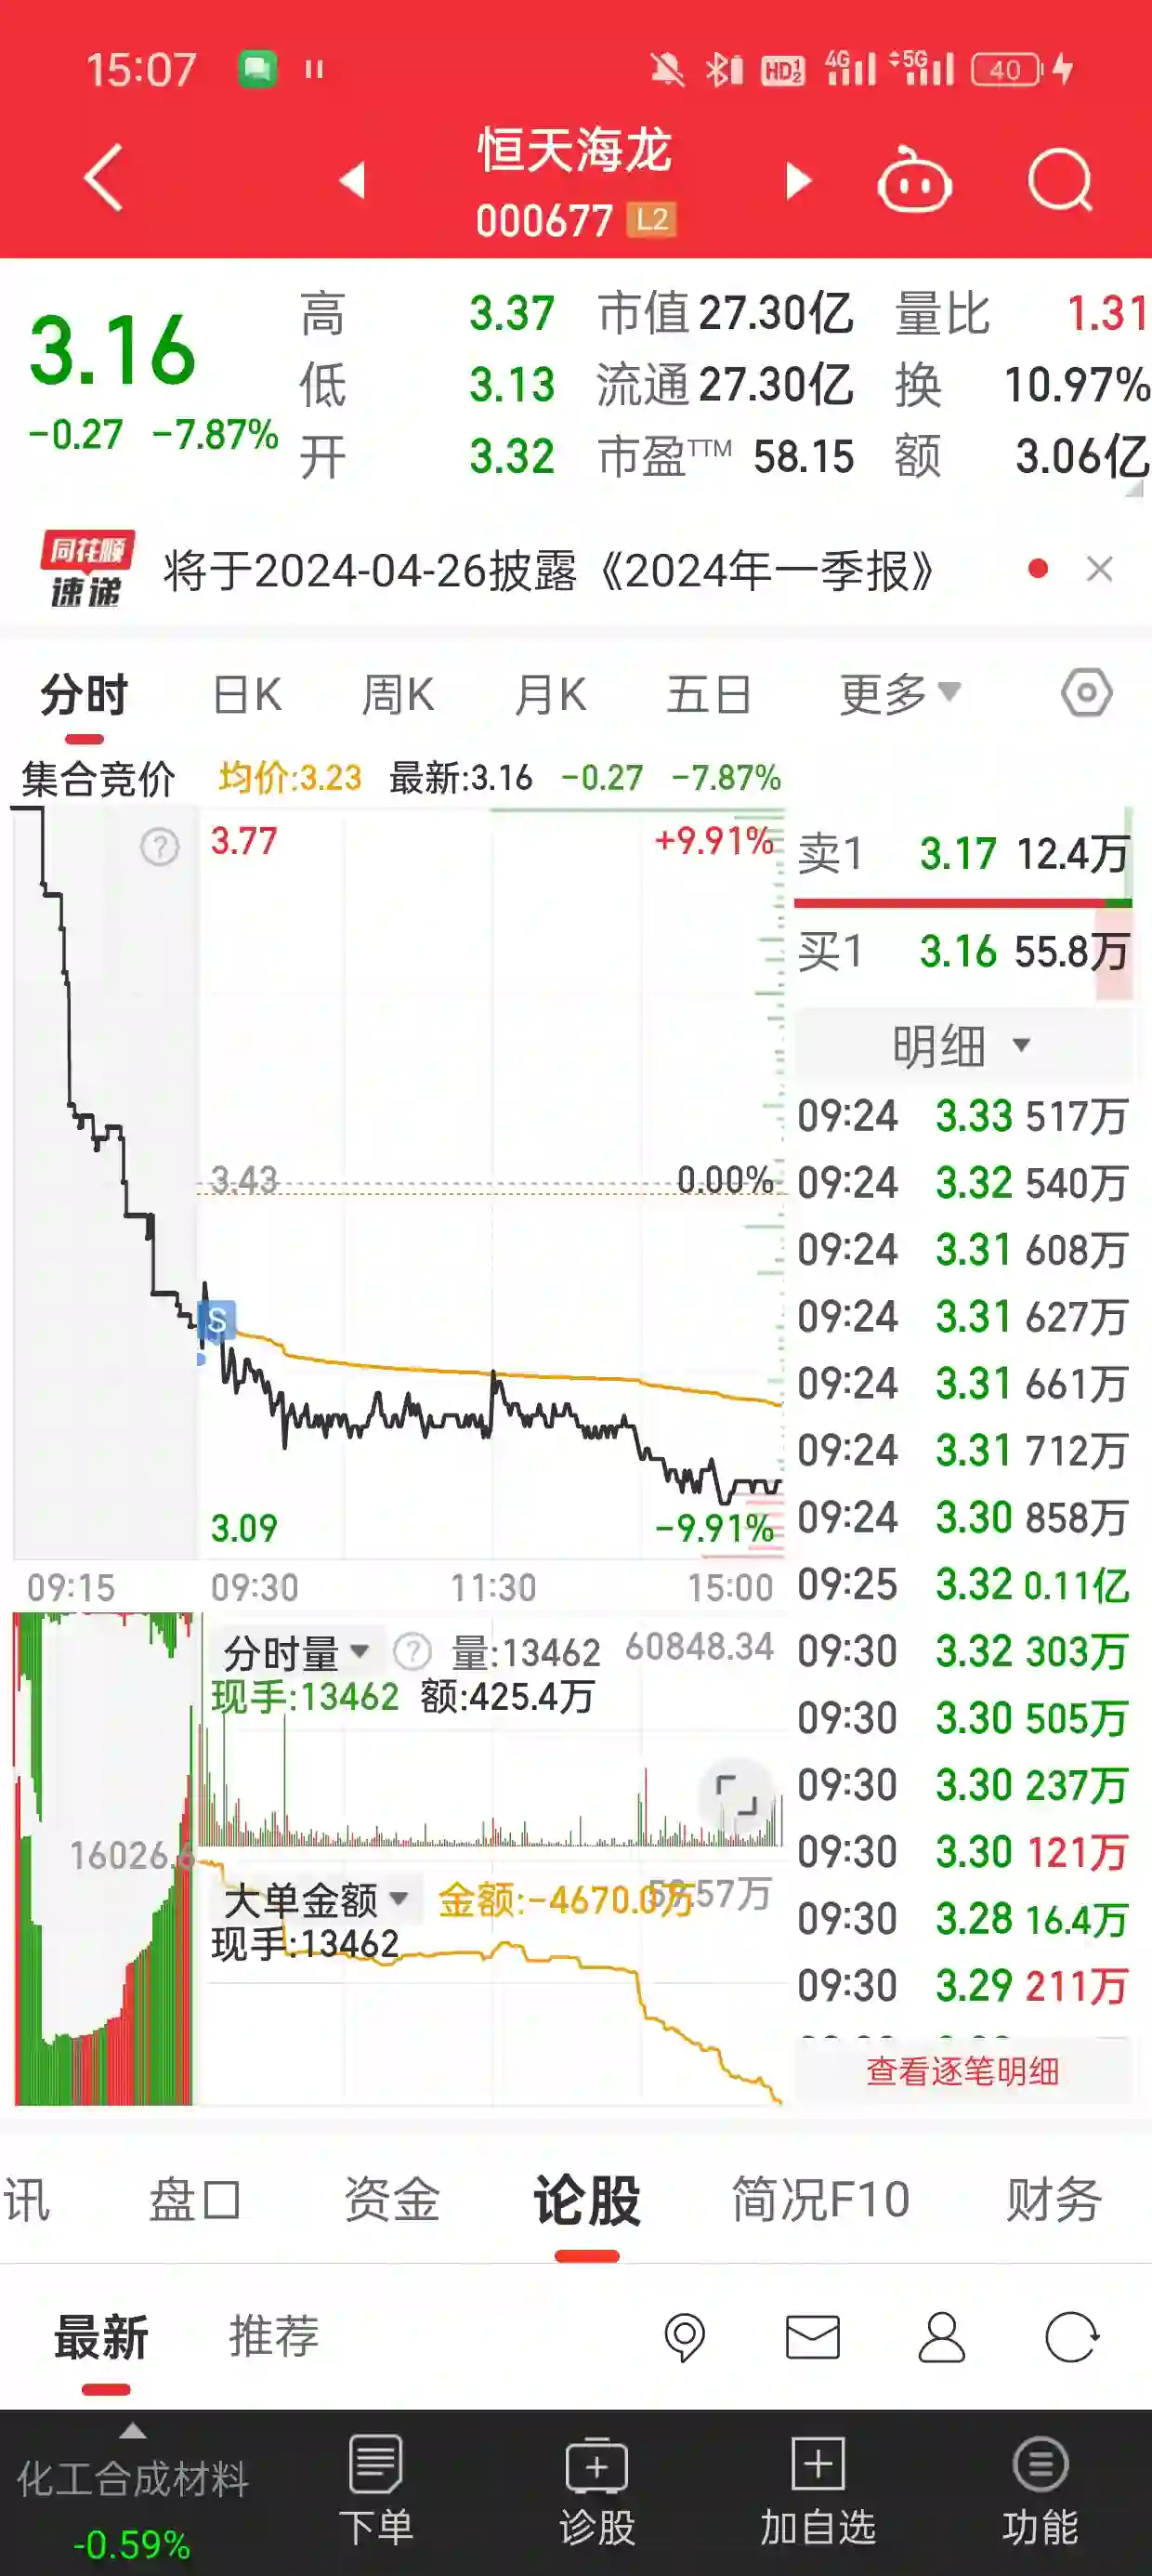 15:07
HD1 2 4G 5G 40
恒天海龙
000677 L2
3.16
-0.27 -7.87%
高 3.37 市值 27.30亿 量比 1.31
低 3.13 流通 27.30亿 换 10.97%
开 3.32 市盈TTM 58.15 额 3.06亿
同花顺
速递
将于2024-04-26披露《2024年一季报》
分时 日K 周K 月K 五日 更多
集合竞价 均价:3.23 最新:3.16 -0.27 -7.87%
3.77 +9.91%
3.43 0.00%
S
3.09 -9.91%
09:15 09:30 11:30 15:00
卖1 3.17 12.4万
买1 3.16 55.8万
明细
09:24 3.33 517万
09:24 3.32 540万
09:24 3.31 608万
09:24 3.31 627万
09:24 3.31 661万
09:24 3.31 712万
09:24 3.30 858万
09:25 3.32 0.11亿
09:30 3.32 303万
09:30 3.30 505万
09:30 3.30 237万
09:30 3.30 121万
09:30 3.28 16.4万
09:30 3.29 211万
查看逐笔明细
分时量 量:13462 60848.34
现手:13462 额:425.4万
16026.6
大单金额 金额:-4670.0万
现手:13462
讯 盘口 资金 论股 简况F10 财务
最新 推荐
化工合成材料
-0.59%
下单 诊股 加自选 功能